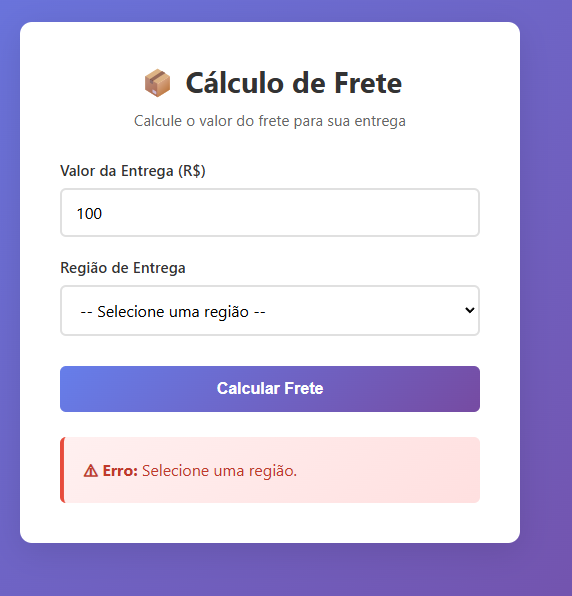 Cálculo de Frete
Calcule o valor do frete para sua entrega
Valor da Entrega (R$)
100
Região de Entrega
-- Selecione uma região --
Calcular Frete
⚠ Erro: Selecione uma região.